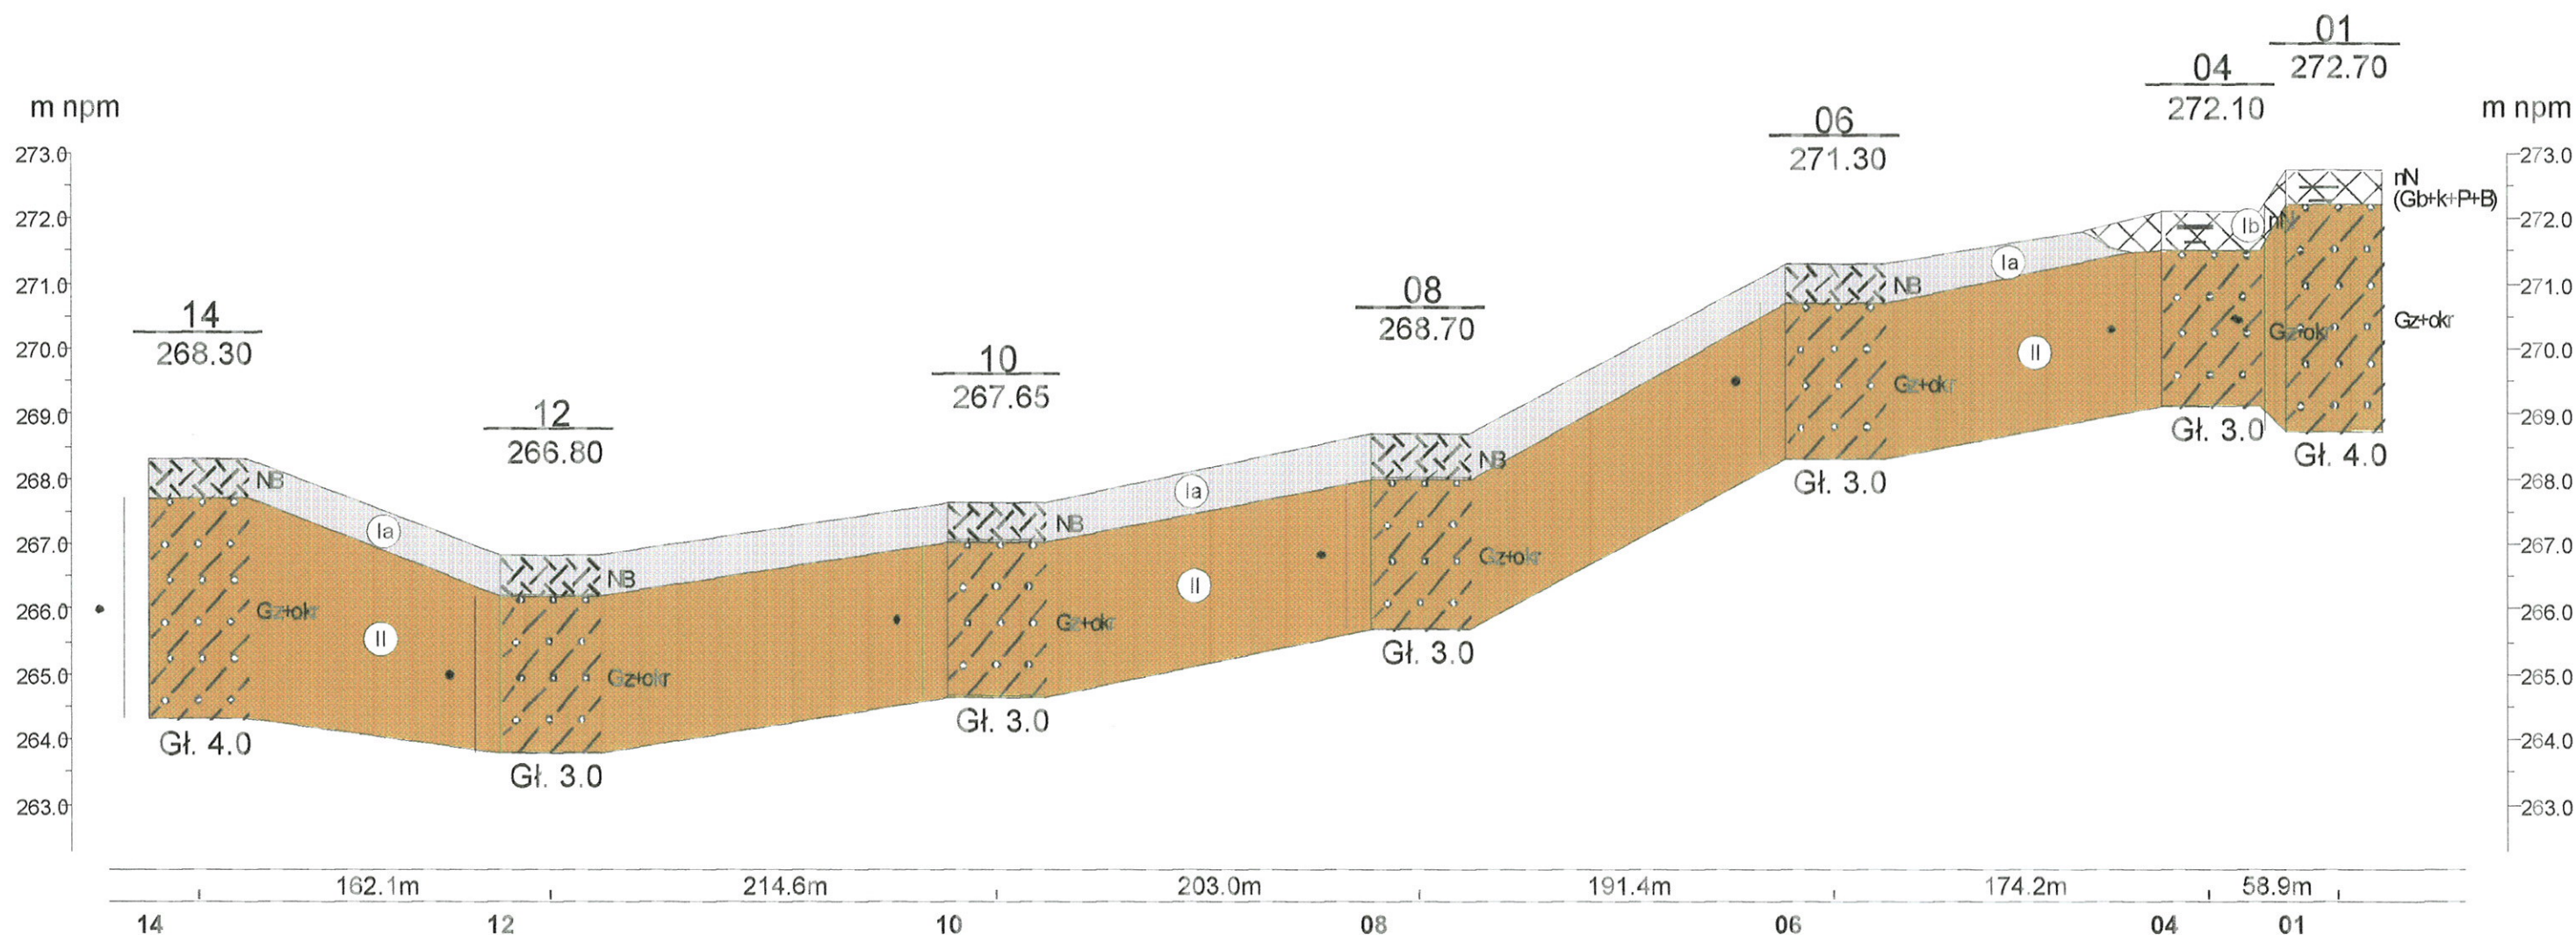 01
272.70
04
272.10
m npm
m npm
06
271.30
273.0
273.0
nN
(Gb+k+P+B)
272.0
Ib
nN
272.0
Ia
08
268.70
271.0
NB
271.0
14
268.30
Gz+okr
Gz+okr
270.0
II
270.0
10
267.65
Gz+okr
12
266.80
269.0
269.0
Gł. 3.0
Gł. 4.0
NB
Gł. 3.0
268.0
NB
268.0
Ia
NB
Ia
267.0
267.0
Gz+okr
NB
II
266.0
Gz+okr
Gz+okr
266.0
II
Gł. 3.0
265.0
Gz+okr
265.0
Gł. 3.0
264.0
Gł. 4.0
264.0
Gł. 3.0
263.0
263.0
162.1m 214.6m 203.0m 191.4m 174.2m 58.9m
14 12 10 08 06 04 01